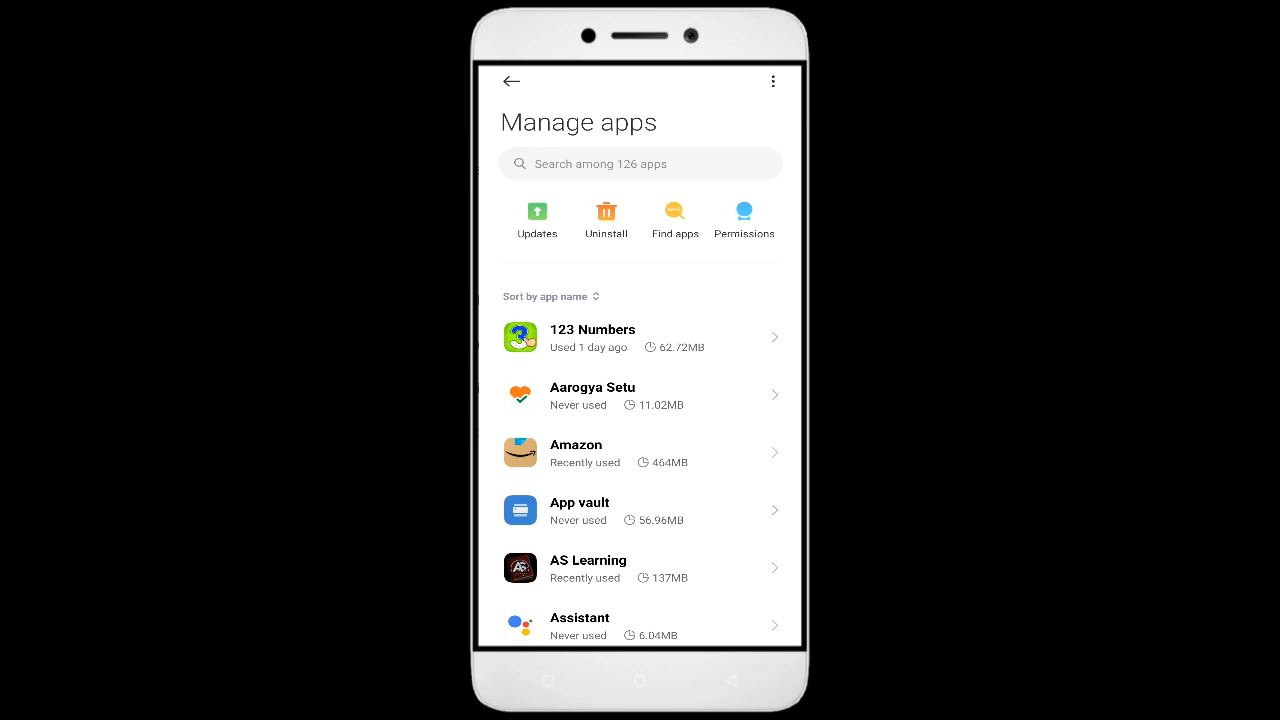 Manage apps
Search among 126 apps
Updates Uninstall Find apps Permissions
Sort by app name
123 Numbers
Used 1 day ago 62.72MB
Aarogya Setu
Never used 11.02MB
Amazon
Recently used 464MB
App vault
Never used 56.96MB
AS Learning
Recently used 137MB
Assistant
Never used 6.04MB